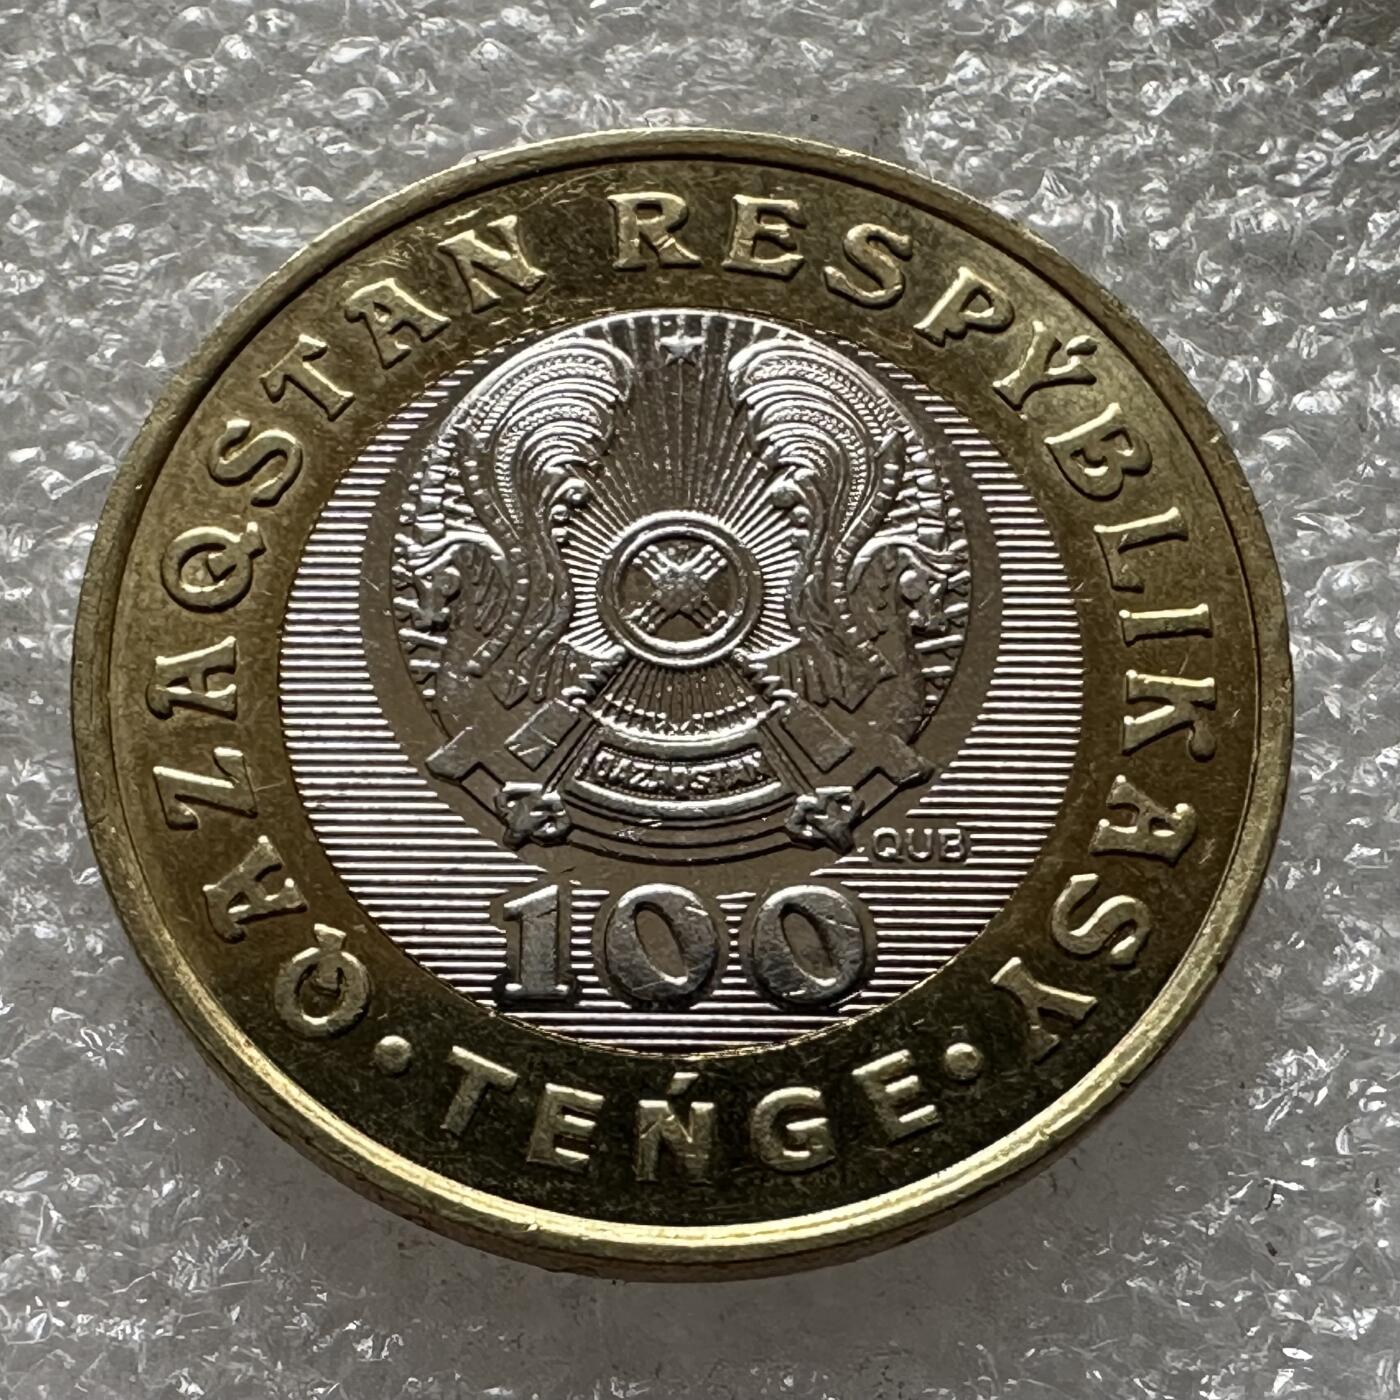 QAZAQSTAN RESPÝBLIKASY
QAZAQSTAN
QUB
100
• TEŃGE •